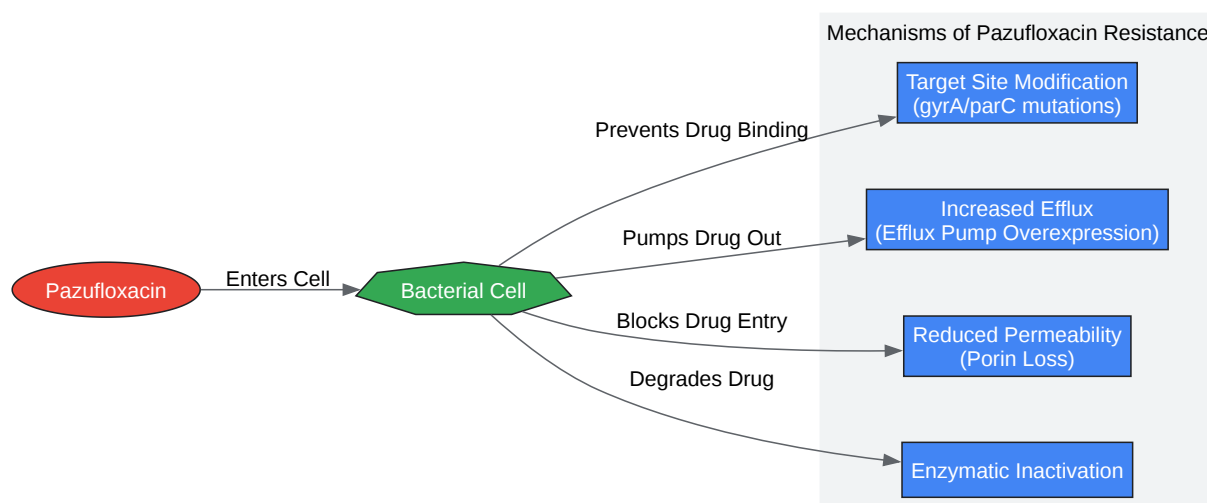 Mechanisms of Pazufloxacin Resistance
Target Site Modification
(gyrA/parC mutations)
Prevents Drug Binding
Increased Efflux
(Efflux Pump Overexpression)
Pumps Drug Out
Pazufloxacin
Enters Cell
Bacterial Cell
Blocks Drug Entry
Reduced Permeability
(Porin Loss)
Degrades Drug
Enzymatic Inactivation